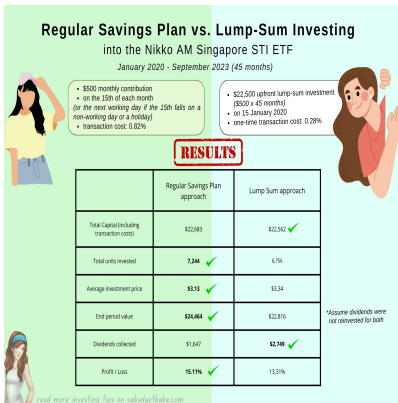 Regular Savings Plan vs. Lump-Sum Investing
into the Nikko AM Singapore STI ETF
January 2020 - September 2023 (45 months)
• $500 monthly contribution
• on the 15th of each month
(or the next working day if the 15th falls on a
non-working day or a holiday)
• transaction cost: 0.82%
• $22,500 upfront lump-sum investment
($500 x 45 months)
• on 15 January 2020
• one-time transaction cost: 0.28%
RESULTS
Regular Savings Plan
approach
Lump Sum approach
Total Capital (including
transaction costs)
$22,683
$22,562
Total units invested
7,244
6,756
Average investment price
$3.13
$3.34
End period value
$24,464
$22,816
Dividends collected
$1,647
$2,749
Profit / Loss
15.11%
13.31%
*Assume dividends were
not reinvested for both
read more investing tips on sgbudgetbabe.com